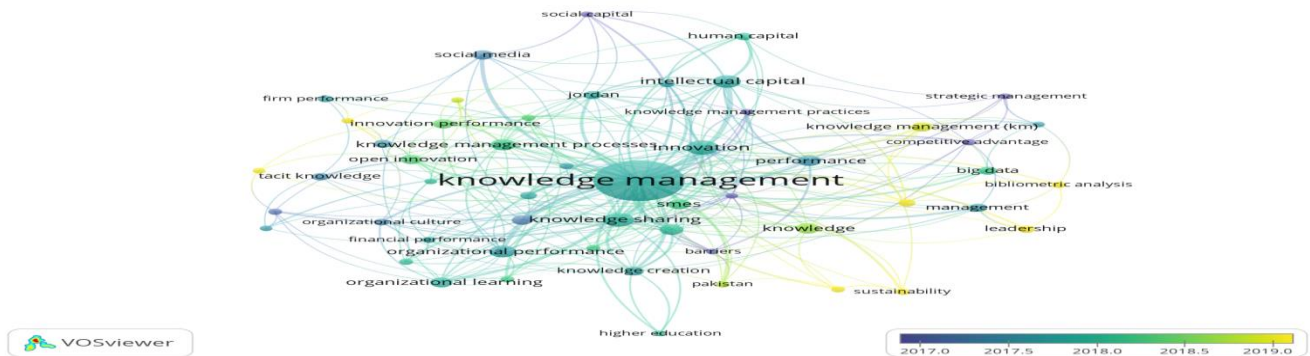 social capital
human capital
social media
intellectual capital
firm performance
jordan
strategic management
knowledge management practices
innovation performance
knowledge management (km)
knowledge management processes
innovation
competitive advantage
open innovation
performance
big data
tacit knowledge
knowledge management
bibliometric analysis
smes
management
organizational culture
knowledge sharing
knowledge
leadership
financial performance
organizational performance
barriers
knowledge creation
organizational learning
pakistan
sustainability
higher education
VOSviewer
2017.0 2017.5 2018.0 2018.5 2019.0